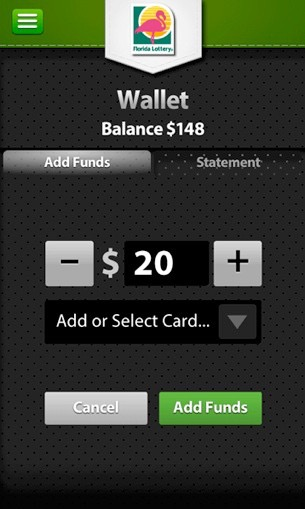 Florida Lottery
Wallet
Balance $148
Add Funds
Statement
−
$
20
+
Add or Select Card...
Cancel
Add Funds